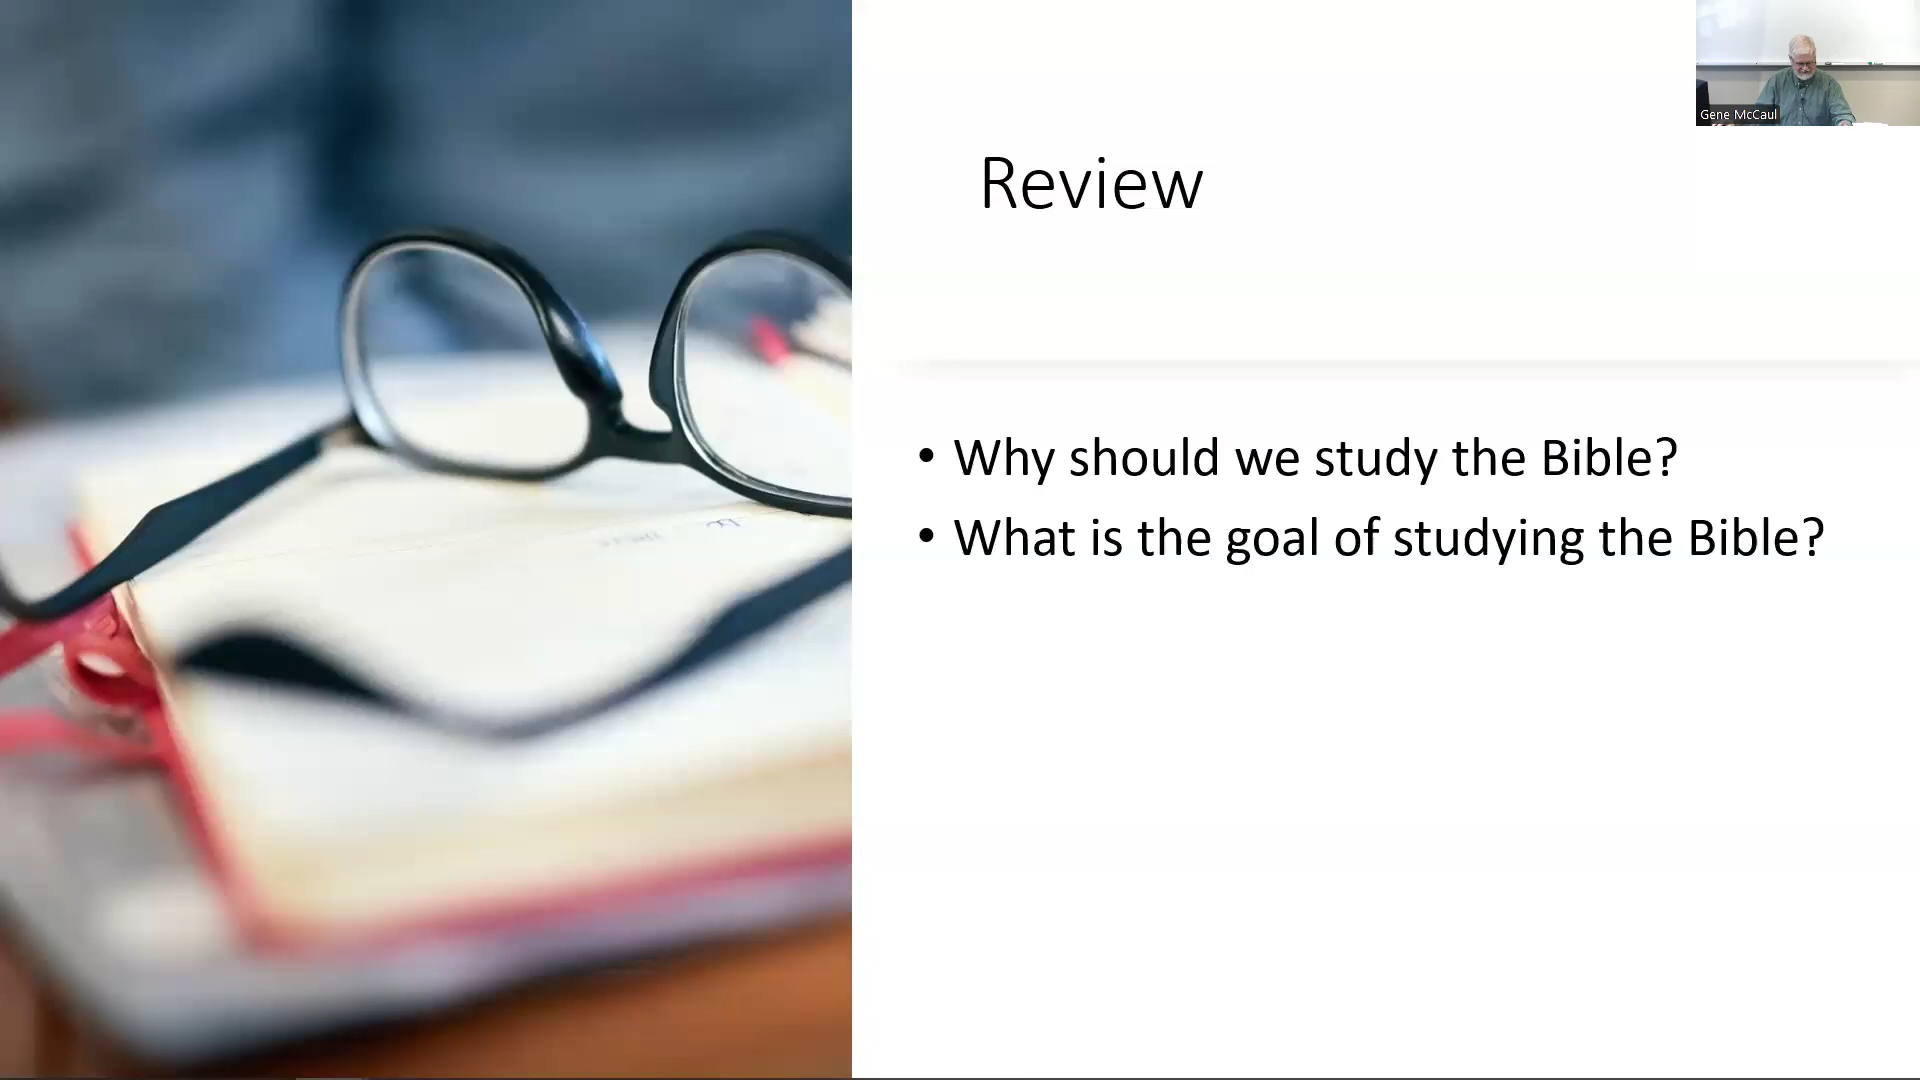 Gene McCaul
Review
• Why should we study the Bible?
• What is the goal of studying the Bible?